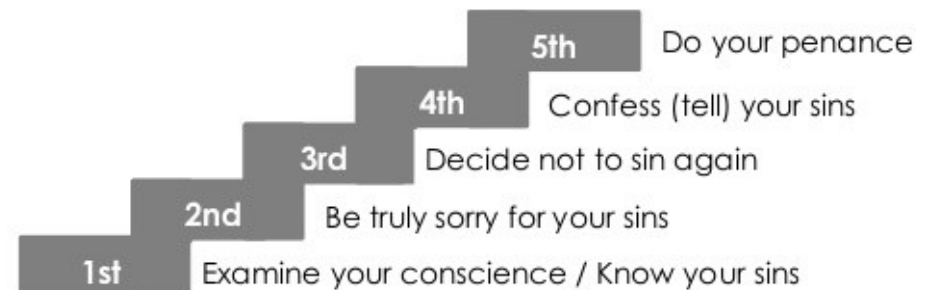 5th Do your penance
4th Confess (tell) your sins
3rd Decide not to sin again
2nd Be truly sorry for your sins
1st Examine your conscience / Know your sins